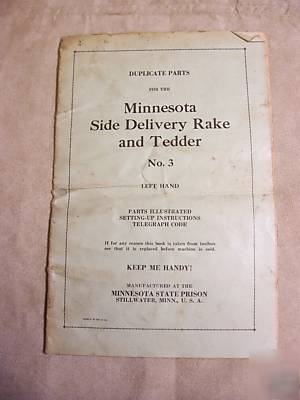 DUPLICATE PARTS
FOR THE
Minnesota
Side Delivery Rake
and Tedder
No. 3
LEFT HAND
PARTS ILLUSTRATED
SETTING-UP INSTRUCTIONS
TELEGRAPH CODE
If for any reason this book is taken from toolbox
see that it is replaced before machine is sold.
KEEP ME HANDY!
MANUFACTURED AT THE
MINNESOTA STATE PRISON
STILLWATER, MINN., U. S. A.